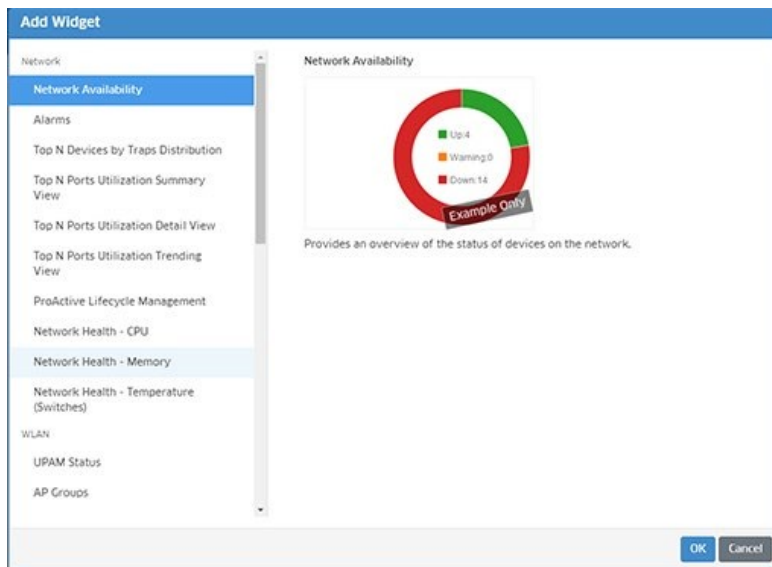 Add Widget
Network
Network Availability
Alarms
Top N Devices by Traps Distribution
Top N Ports Utilization Summary
View
Top N Ports Utilization Detail View
Top N Ports Utilization Trending
View
ProActive Lifecycle Management
Network Health - CPU
Network Health - Memory
Network Health - Temperature
(Switches)
WLAN
UPAM Status
AP Groups
Network Availability
Up:4
Warning:0
Down:14
Example Only
Provides an overview of the status of devices on the network.
OK
Cancel